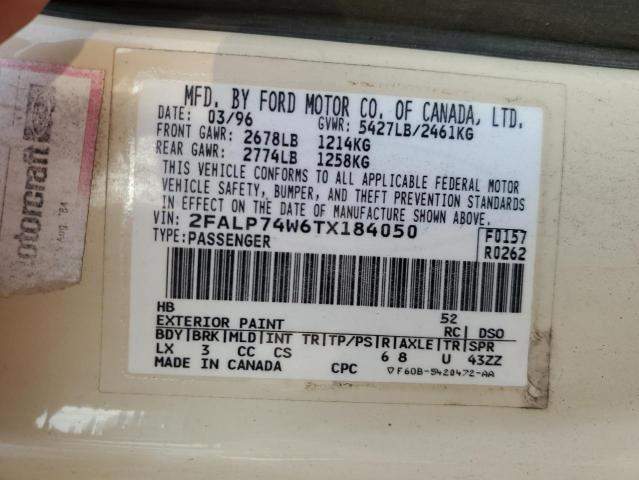 MFD. BY FORD MOTOR CO. OF CANADA, LTD.
DATE: 03/96 GVWR: 5427LB/2461KG
FRONT GAWR: 2678LB 1214KG
REAR GAWR: 2774LB 1258KG
THIS VEHICLE CONFORMS TO ALL APPLICABLE FEDERAL MOTOR
VEHICLE SAFETY, BUMPER, AND THEFT PREVENTION STANDARDS
IN EFFECT ON THE DATE OF MANUFACTURE SHOWN ABOVE.
VIN: 2FALP74W6TX184050 F0157
TYPE: PASSENGER R0262
HB 52
EXTERIOR PAINT RC| DSO
BDY|BRK|MLD|INT TR|TP/PS|R|AXLE|TR|SPR
LX 3 CC CS 6 8 U 43ZZ
MADE IN CANADA CPC ▽F60B-5420472-AA
otorcraft
Aug. '84